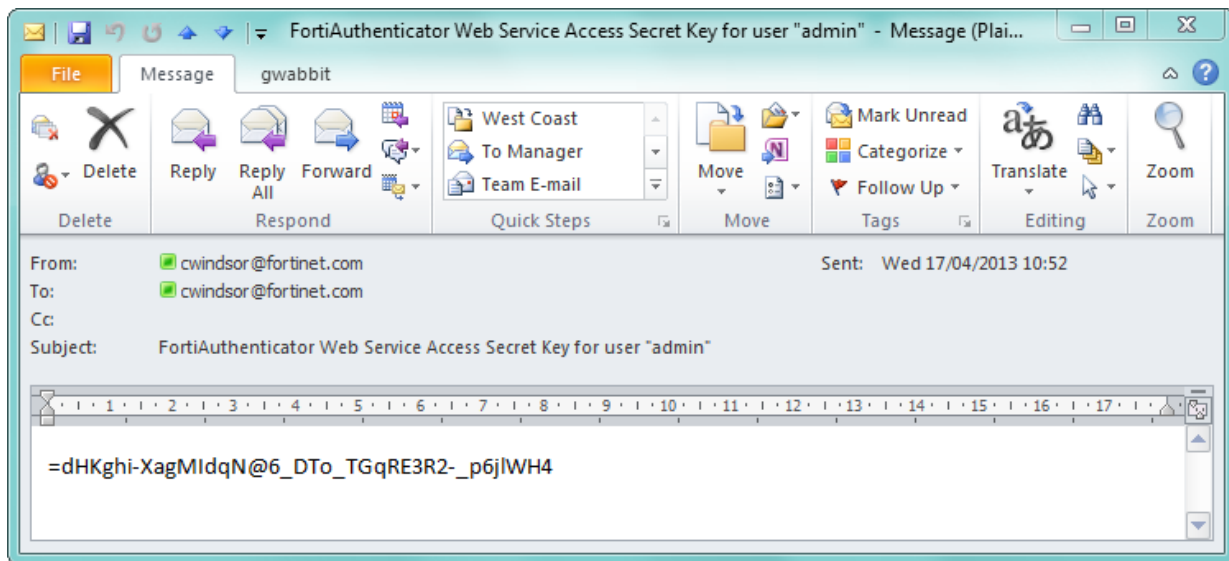 FortiAuthenticator Web Service Access Secret Key for user "admin" - Message (Plai...
File Message gwabbit
Delete
Reply
Reply All
Forward
West Coast
To Manager
Team E-mail
Move
Mark Unread
Categorize
Follow Up
Translate
Zoom
Delete Respond Quick Steps Move Tags Editing Zoom
From: cwindsor@fortinet.com Sent: Wed 17/04/2013 10:52
To: cwindsor@fortinet.com
Cc:
Subject: FortiAuthenticator Web Service Access Secret Key for user "admin"
1 2 3 4 5 6 7 8 9 10 11 12 13 14 15 16 17
=dHKghi-XagMIdqN@6_DTo_TGqRE3R2-_p6jlWH4